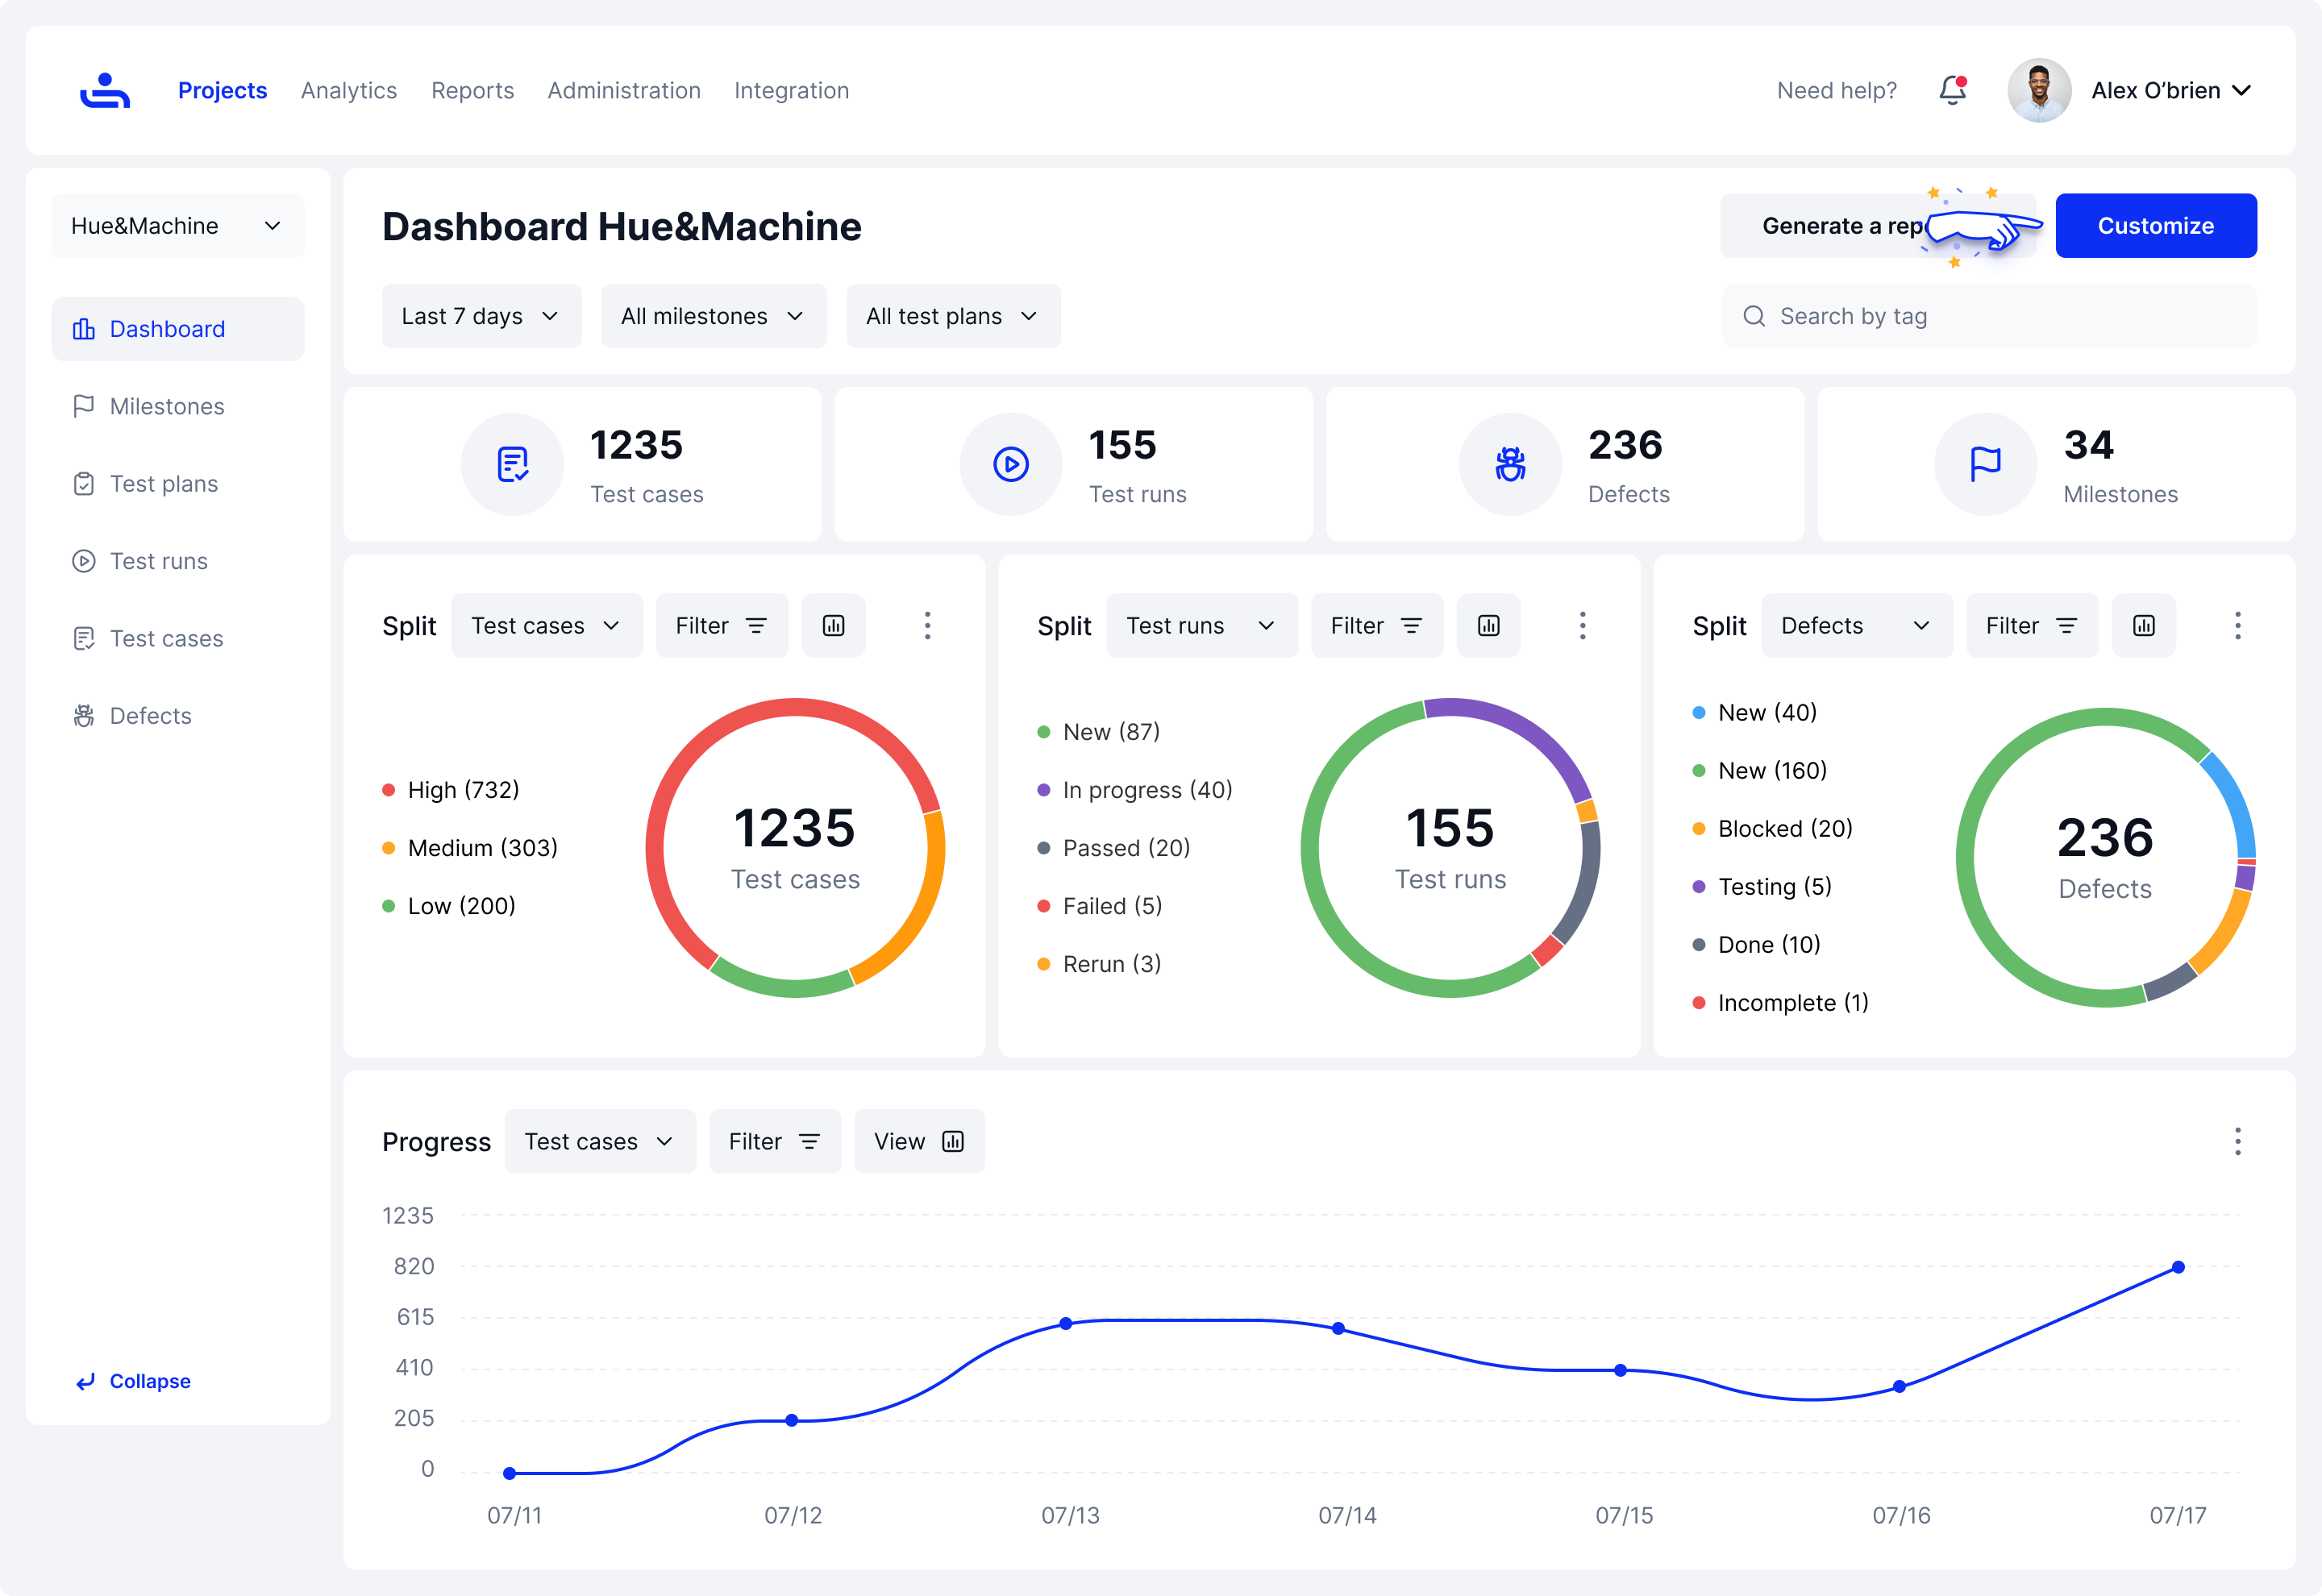 Projects Analytics Reports Administration Integration Need help? Alex O’brien
Hue&Machine
Dashboard
Milestones
Test plans
Test runs
Test cases
Defects
Collapse
Dashboard Hue&Machine
Generate a
Customize
Last 7 days All milestones All test plans
Search by tag
1235
Test cases
155
Test runs
236
Defects
34
Milestones
Split Test cases Filter
High (732)
Medium (303)
Low (200)
1235
Test cases
Split Test runs Filter
New (87)
In progress (40)
Passed (20)
Failed (5)
Rerun (3)
155
Test runs
Split Defects Filter
New (40)
New (160)
Blocked (20)
Testing (5)
Done (10)
Incomplete (1)
236
Defects
Progress Test cases Filter View
1235
820
615
410
205
0
07/11 07/12 07/13 07/14 07/15 07/16 07/17